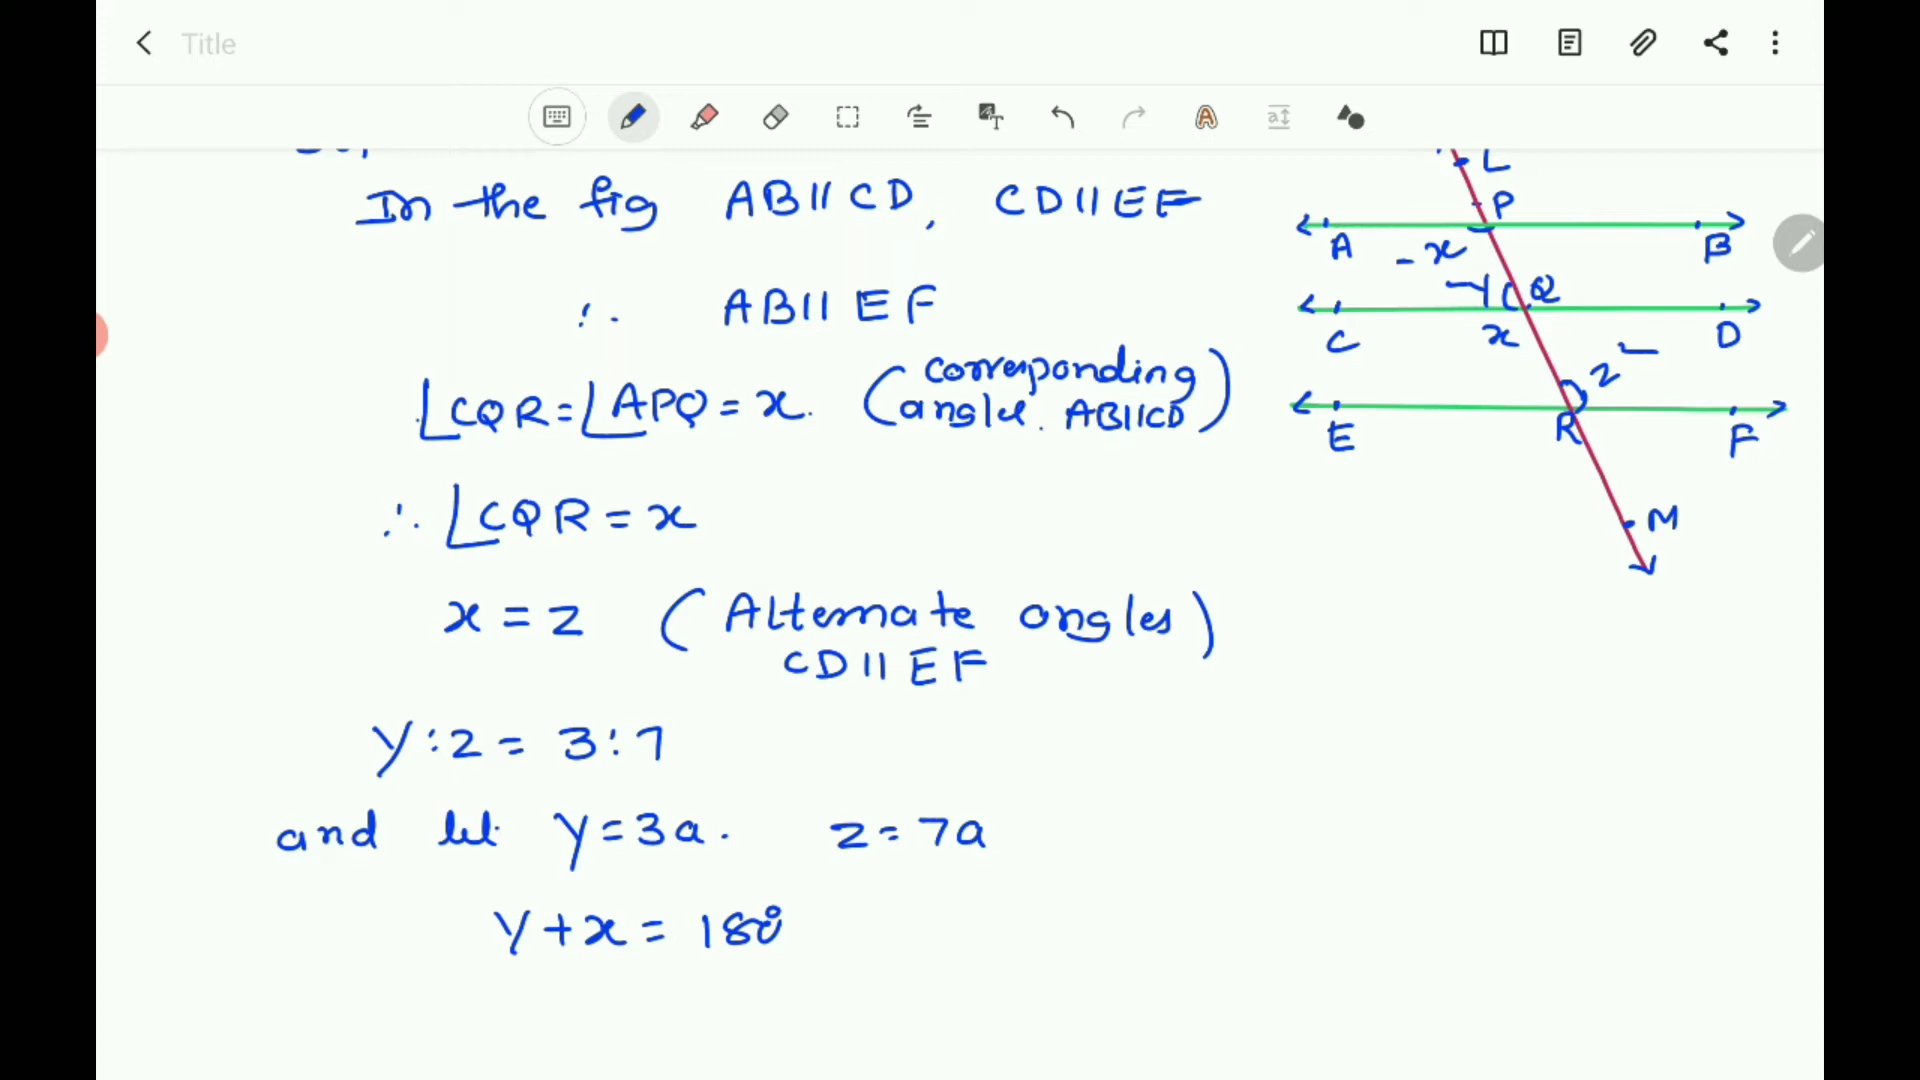 Title
In the fig AB||CD, CD||EF
∴ AB||EF
∠CQR=∠APQ=x. (corresponding
angles. AB||CD)
∴ ∠CQR=x
x=z (Alternate angles)
CD||EF
y:z=3:7
and let y=3a. z=7a
y+x=180°
L
P
A
B
x
y
Q
C
x
D
z
E
R
F
M